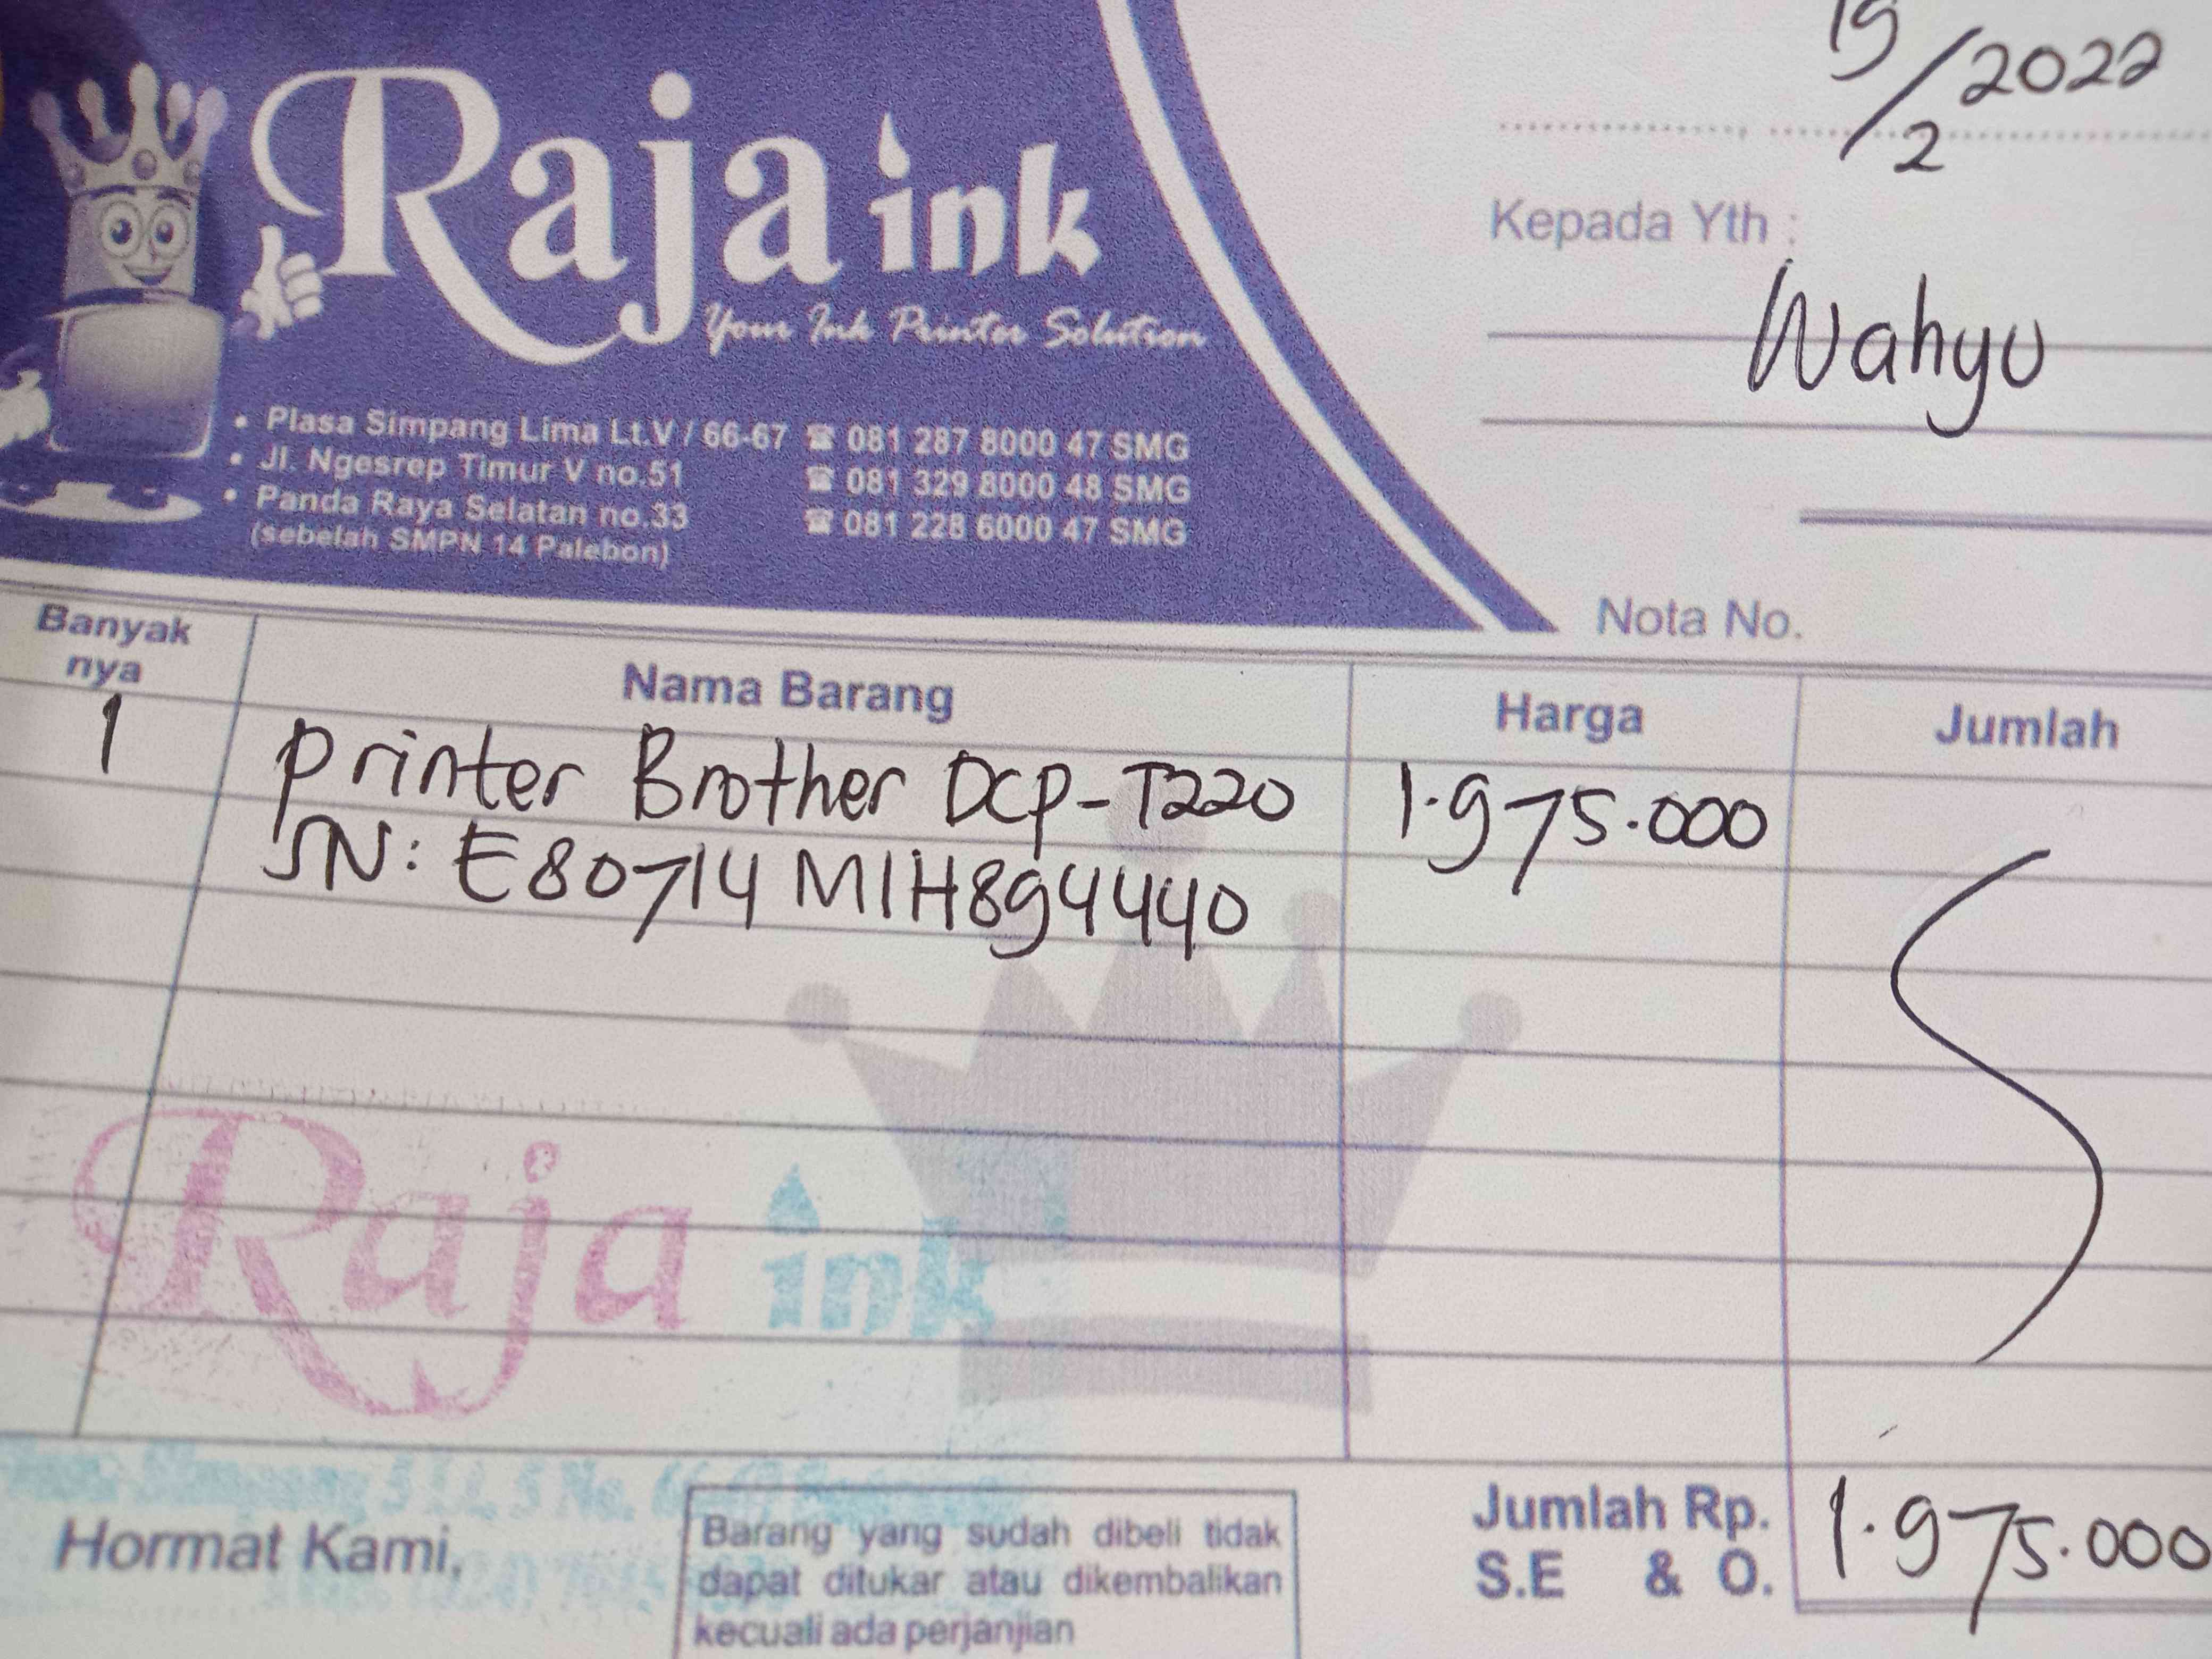 19/2 2022
Raja ink
Your Ink Printer Solution
• Plasa Simpang Lima Lt.V / 66-67 ☎ 081 287 8000 47 SMG
• Jl. Ngesrep Timur V no.51 ☎ 081 329 8000 48 SMG
• Panda Raya Selatan no.33 ☎ 081 228 6000 47 SMG
(sebelah SMPN 14 Palebon)
Kepada Yth :
Wahyu
Nota No.
Banyak nya Nama Barang Harga Jumlah
1 Printer Brother DCP-T220 1.975.000
SN: E80714M1H894440
Raja ink
Hormat Kami,
Barang yang sudah dibeli tidak
dapat ditukar atau dikembalikan
kecuali ada perjanjian
Jumlah Rp. 1.975.000
S.E & O.